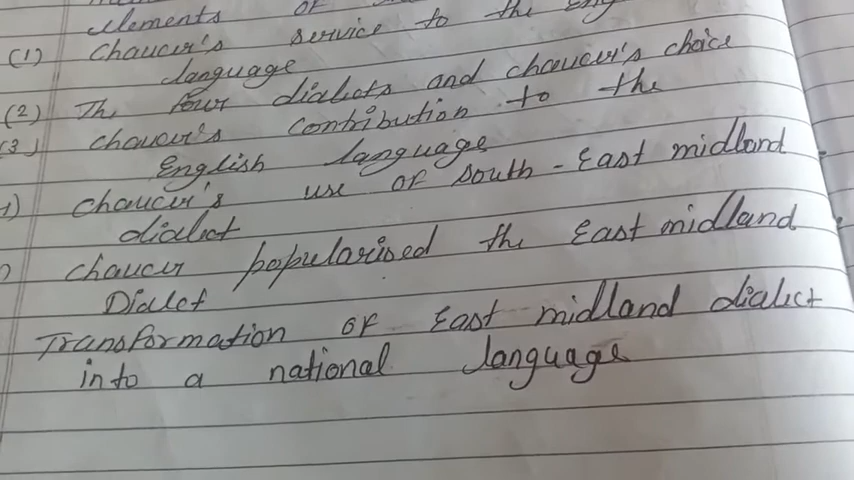 elements of
(1) Chaucer's service to the Eng
language
(2) The four dialects and chaucer's choice
(3) chaucer's contribution to the
English language
chaucer's use of south-East midland
dialect
chaucer popularised the East midland
Dialet
Transformation of East midland dialect
into a national language